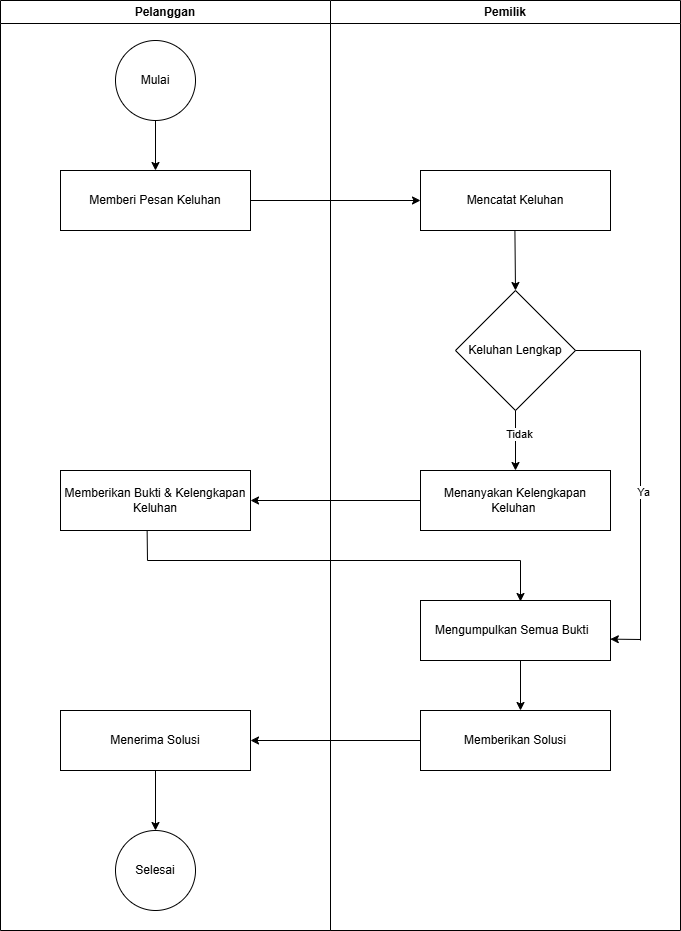 Pelanggan
Pemilik
Mulai
Memberi Pesan Keluhan
Mencatat Keluhan
Keluhan Lengkap
Tidak
Memberikan Bukti & Kelengkapan
Keluhan
Menanyakan Kelengkapan
Keluhan
Ya
Mengumpulkan Semua Bukti
Menerima Solusi
Memberikan Solusi
Selesai